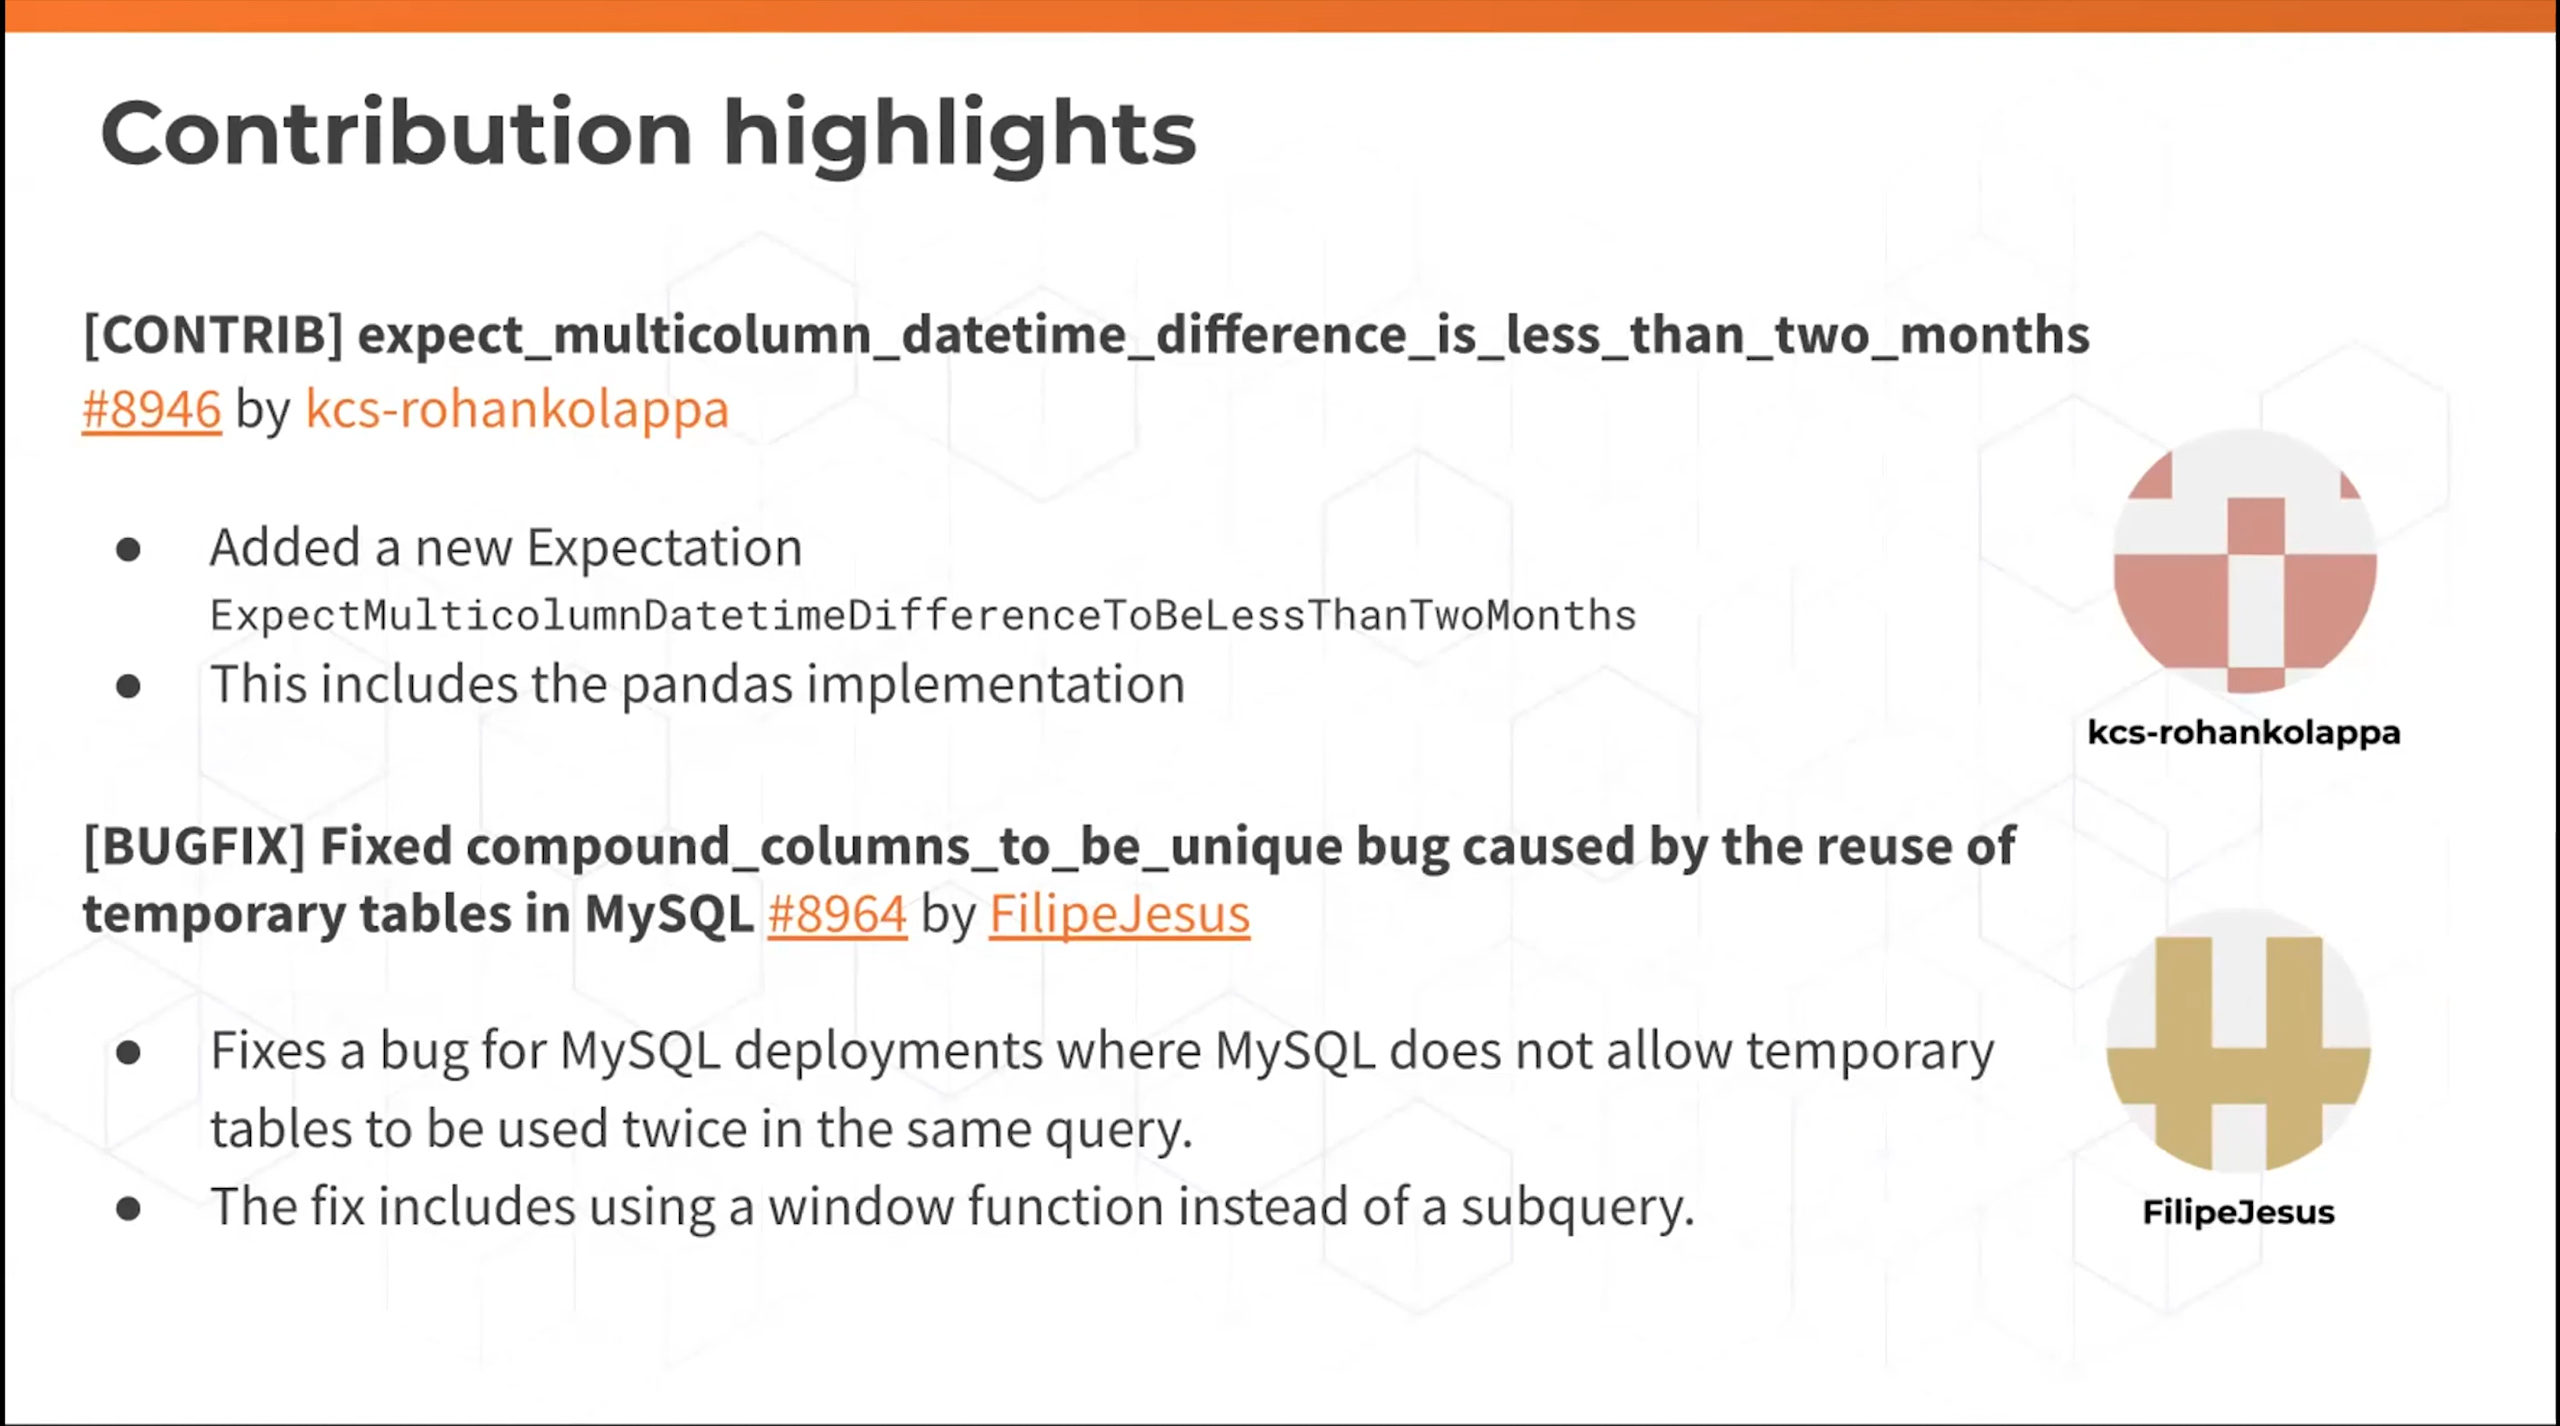 Contribution highlights
[CONTRIB] expect_multicolumn_datetime_difference_is_less_than_two_months
#8946 by kcs-rohankolappa
● Added a new Expectation
ExpectMulticolumnDatetimeDifferenceToBeLessThanTwoMonths
● This includes the pandas implementation
kcs-rohankolappa
[BUGFIX] Fixed compound_columns_to_be_unique bug caused by the reuse of
temporary tables in MySQL #8964 by FilipeJesus
● Fixes a bug for MySQL deployments where MySQL does not allow temporary
tables to be used twice in the same query.
● The fix includes using a window function instead of a subquery.
FilipeJesus